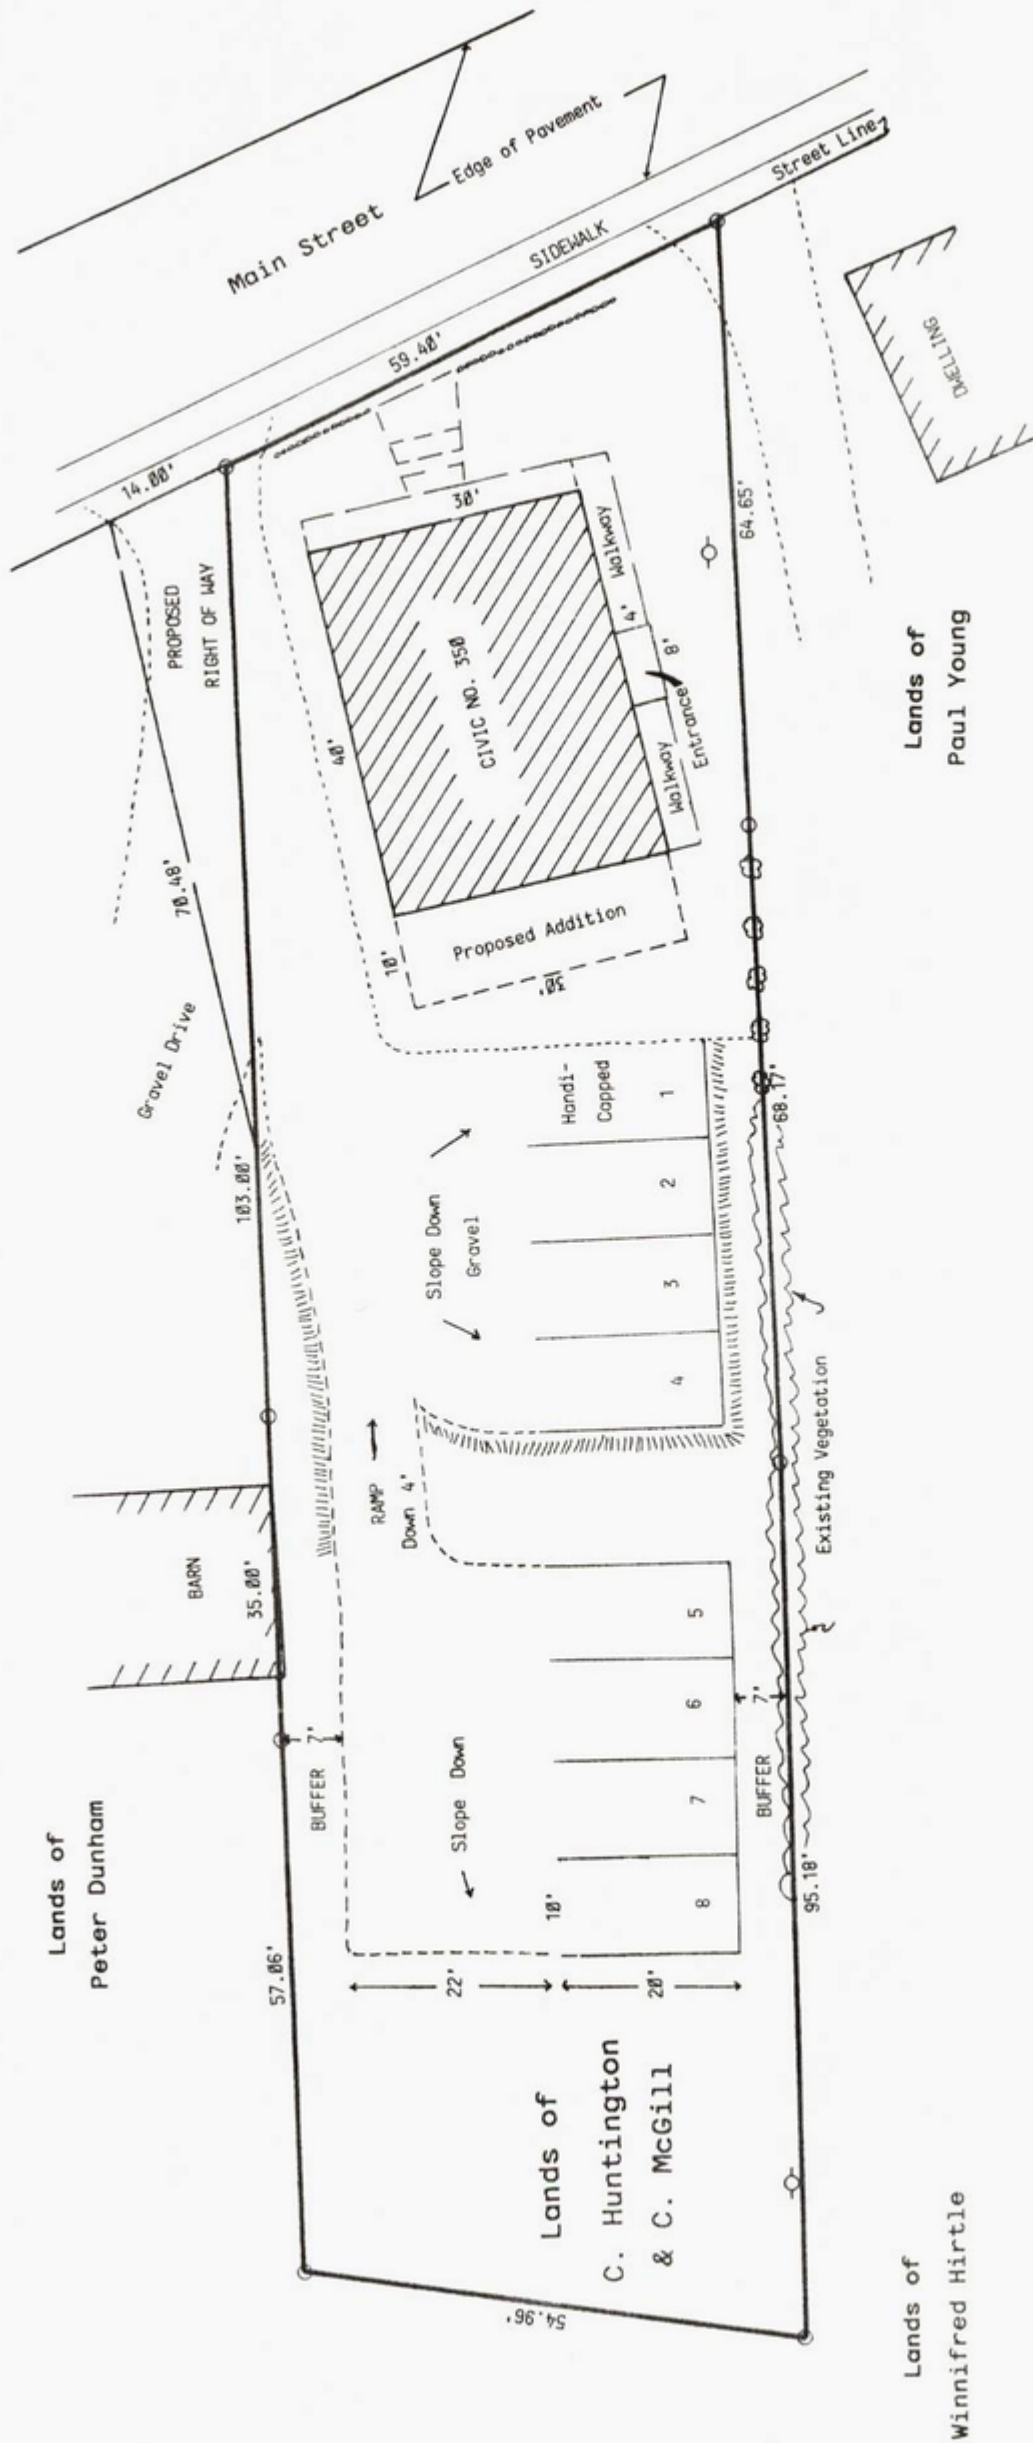 Lands of
Peter Dunham
Main Street
Edge of Pavement
SIDEWALK
Street Line
14.00'
59.40'
PROPOSED
RIGHT OF WAY
70.48'
Gravel Drive
103.00'
BARN
35.00'
57.06'
BUFFER
7'
30'
40'
CIVIC NO. 350
Walkway
4'
8'
Entrance
Walkway
10'
Proposed Addition
30'
64.65'
DWELLING
Lands of
Paul Young
Handi-
Capped
1
2
3
4
Slope Down
Gravel
RAMP
Down 4'
68.17'
Existing Vegetation
5
6
7
8
Slope Down
10'
22'
20'
BUFFER
7'
95.18'
Lands of
C. Huntington
& C. McGill
54.96'
Lands of
Winnifred Hirtle